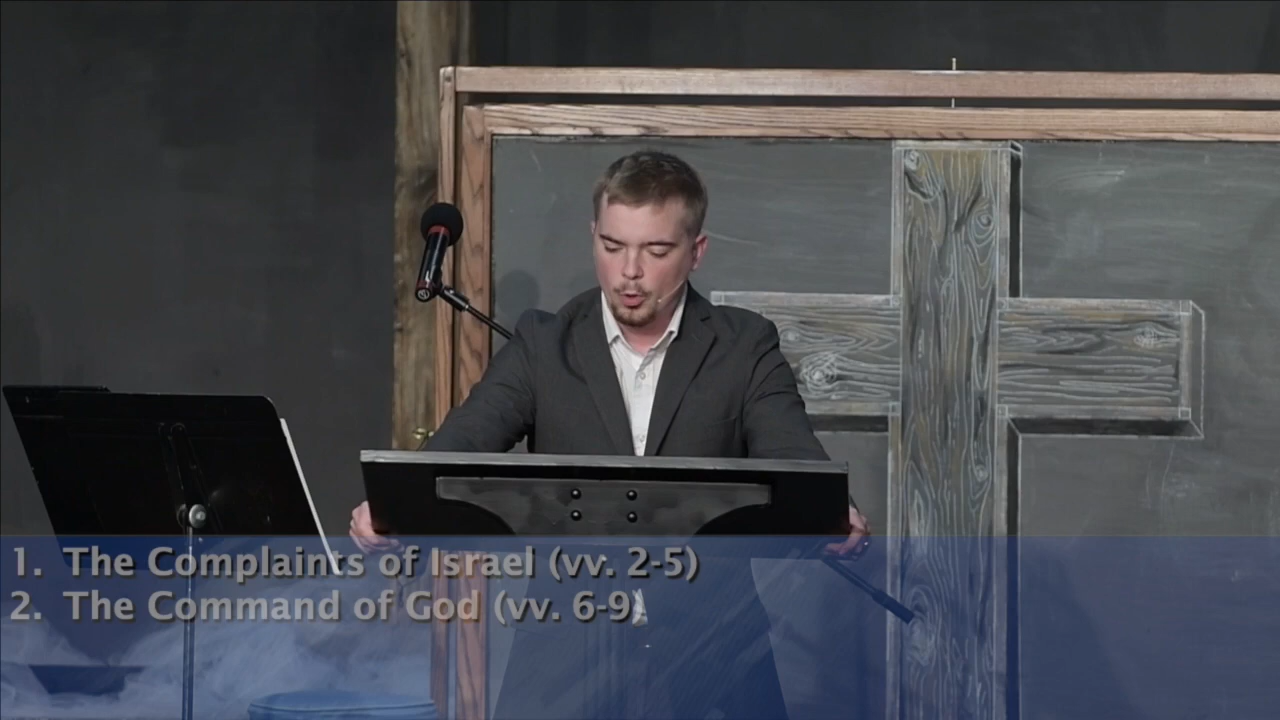 1. The Complaints of Israel (vv. 2-5)
2. The Command of God (vv. 6-9)